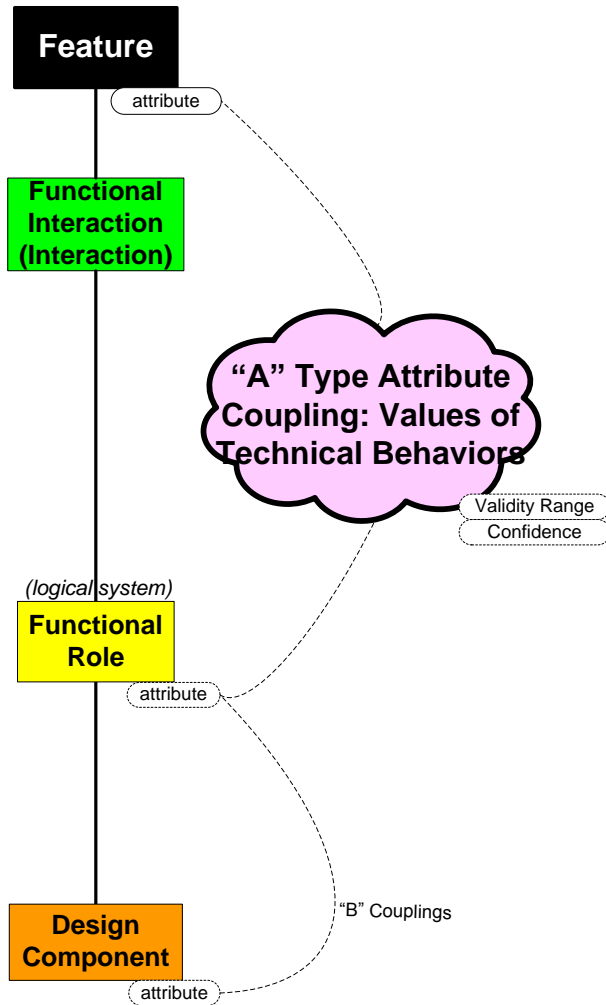 Feature
attribute
Functional
Interaction
(Interaction)
“A” Type Attribute
Coupling: Values of
Technical Behaviors
Validity Range
Confidence
(logical system)
Functional
Role
attribute
“B” Couplings
Design
Component
attribute